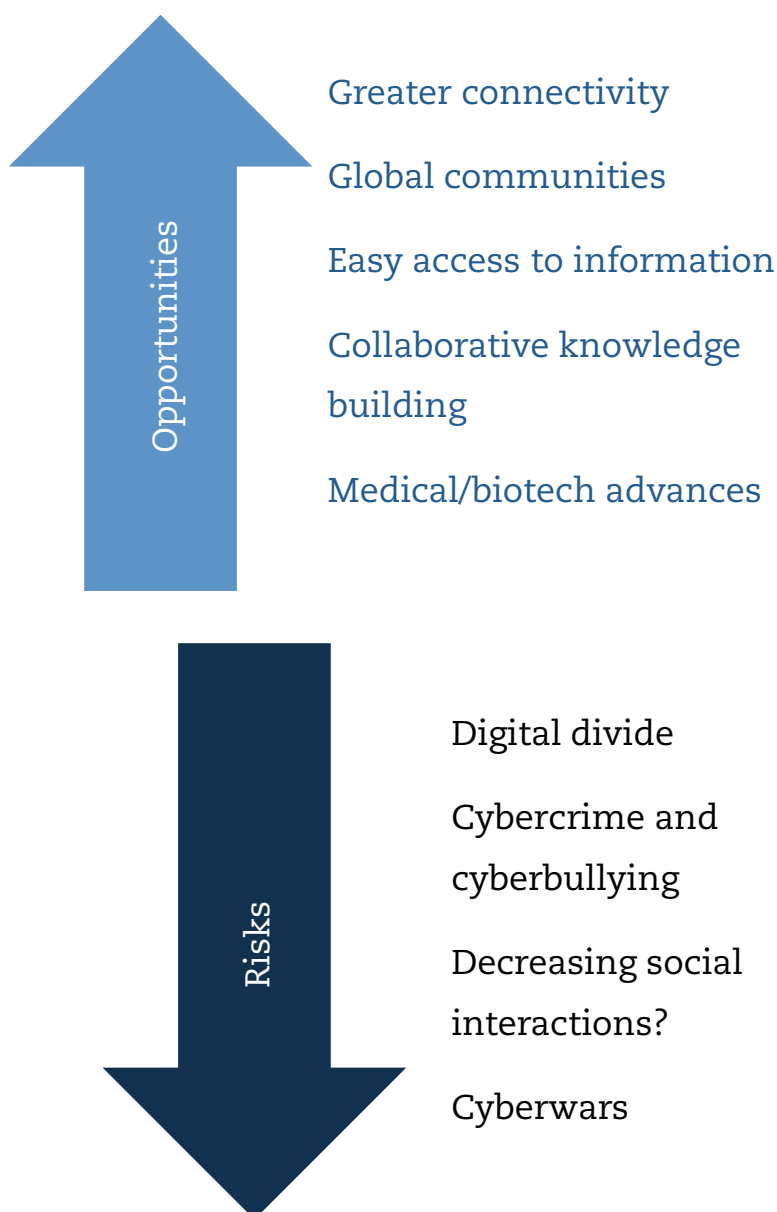 Greater connectivity
Global communities
Easy access to information
Collaborative knowledge
building
Medical/biotech advances
Opportunities
Digital divide
Cybercrime and
cyberbullying
Decreasing social
interactions?
Cyberwars
Risks